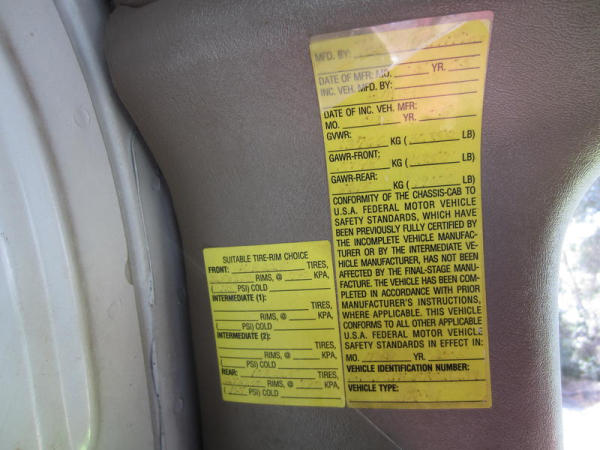 MFD. BY:
DATE OF MFR: MO. YR.
INC. VEH. MFD. BY:
DATE OF INC. VEH. MFR:
MO. YR.
GVWR:
KG ( LB)
GAWR-FRONT:
KG ( LB)
GAWR-REAR:
KG ( LB)
CONFORMITY OF THE CHASSIS-CAB TO
U.S.A. FEDERAL MOTOR VEHICLE
SAFETY STANDARDS, WHICH HAVE
BEEN PREVIOUSLY FULLY CERTIFIED BY
THE INCOMPLETE VEHICLE MANUFAC-
TURER OR BY THE INTERMEDIATE VE-
HICLE MANUFACTURER, HAS NOT BEEN
AFFECTED BY THE FINAL-STAGE MANU-
FACTURE. THE VEHICLE HAS BEEN COM-
PLETED IN ACCORDANCE WITH PRIOR
MANUFACTURER'S INSTRUCTIONS,
WHERE APPLICABLE. THIS VEHICLE
CONFORMS TO ALL OTHER APPLICABLE
U.S.A. FEDERAL MOTOR VEHICLE
SAFETY STANDARDS IN EFFECT IN:
MO. YR.
VEHICLE IDENTIFICATION NUMBER:
VEHICLE TYPE:
SUITABLE TIRE-RIM CHOICE
FRONT: TIRES,
RIMS, @ KPA,
( PSI) COLD
INTERMEDIATE (1):
TIRES,
RIMS, @ KPA,
( PSI) COLD
INTERMEDIATE (2):
TIRES,
RIMS, @ KPA,
( PSI) COLD
REAR: TIRES,
RIMS, @ KPA,
( PSI) COLD